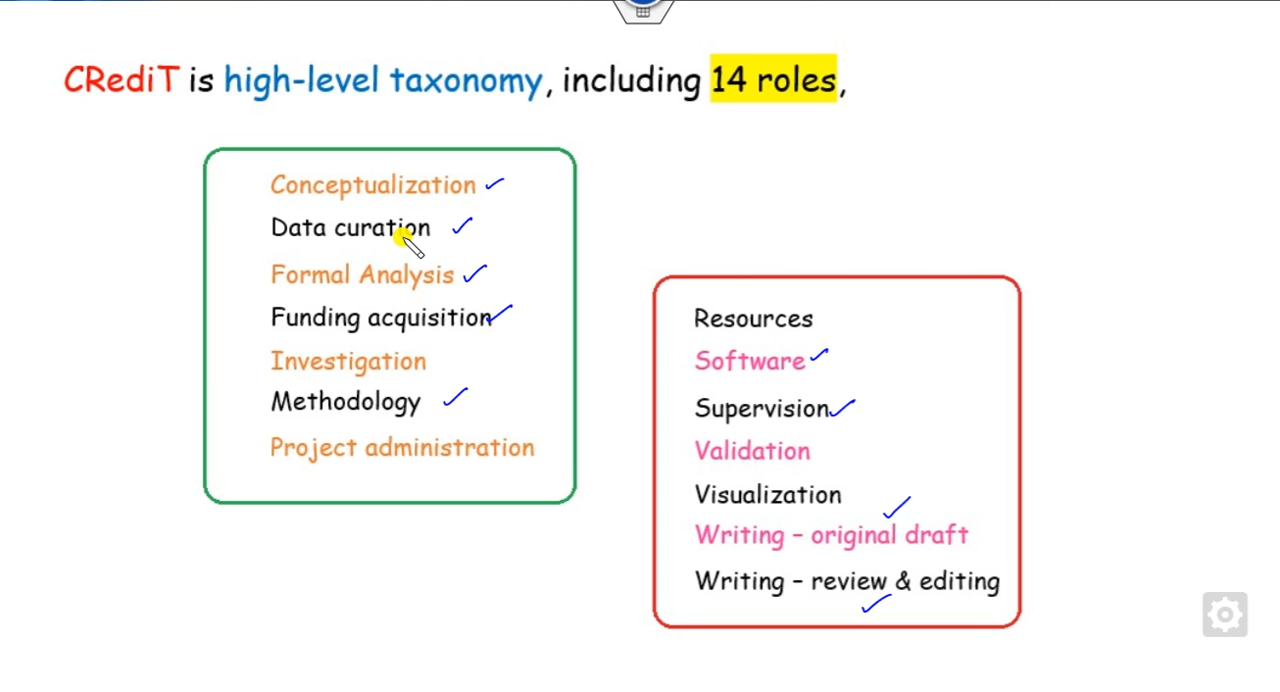 CRediT is high-level taxonomy, including 14 roles,
Conceptualization
Data curation
Formal Analysis
Funding acquisition
Investigation
Methodology
Project administration
Resources
Software
Supervision
Validation
Visualization
Writing – original draft
Writing – review & editing